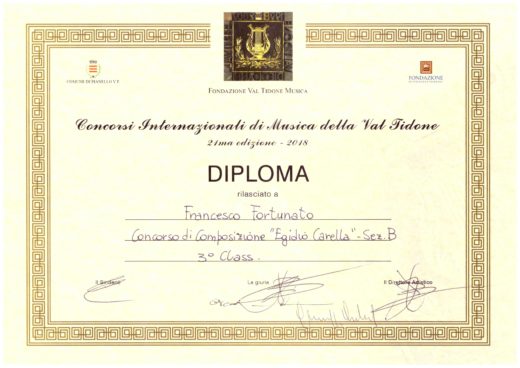 COMUNE DI PIANELLO V.T.
FONDAZIONE
FONDAZIONE VAL TIDONE MUSICA
Concorsi Internazionali di Musica della Val Tidone
21ma edizione - 2018
DIPLOMA
rilasciato a
Francesco Fortunato
Concorso di Composizione "Egidio Carella" - Sez. B
3° Class.
Il Sindaco
La giuria
Il Direttore Artistico